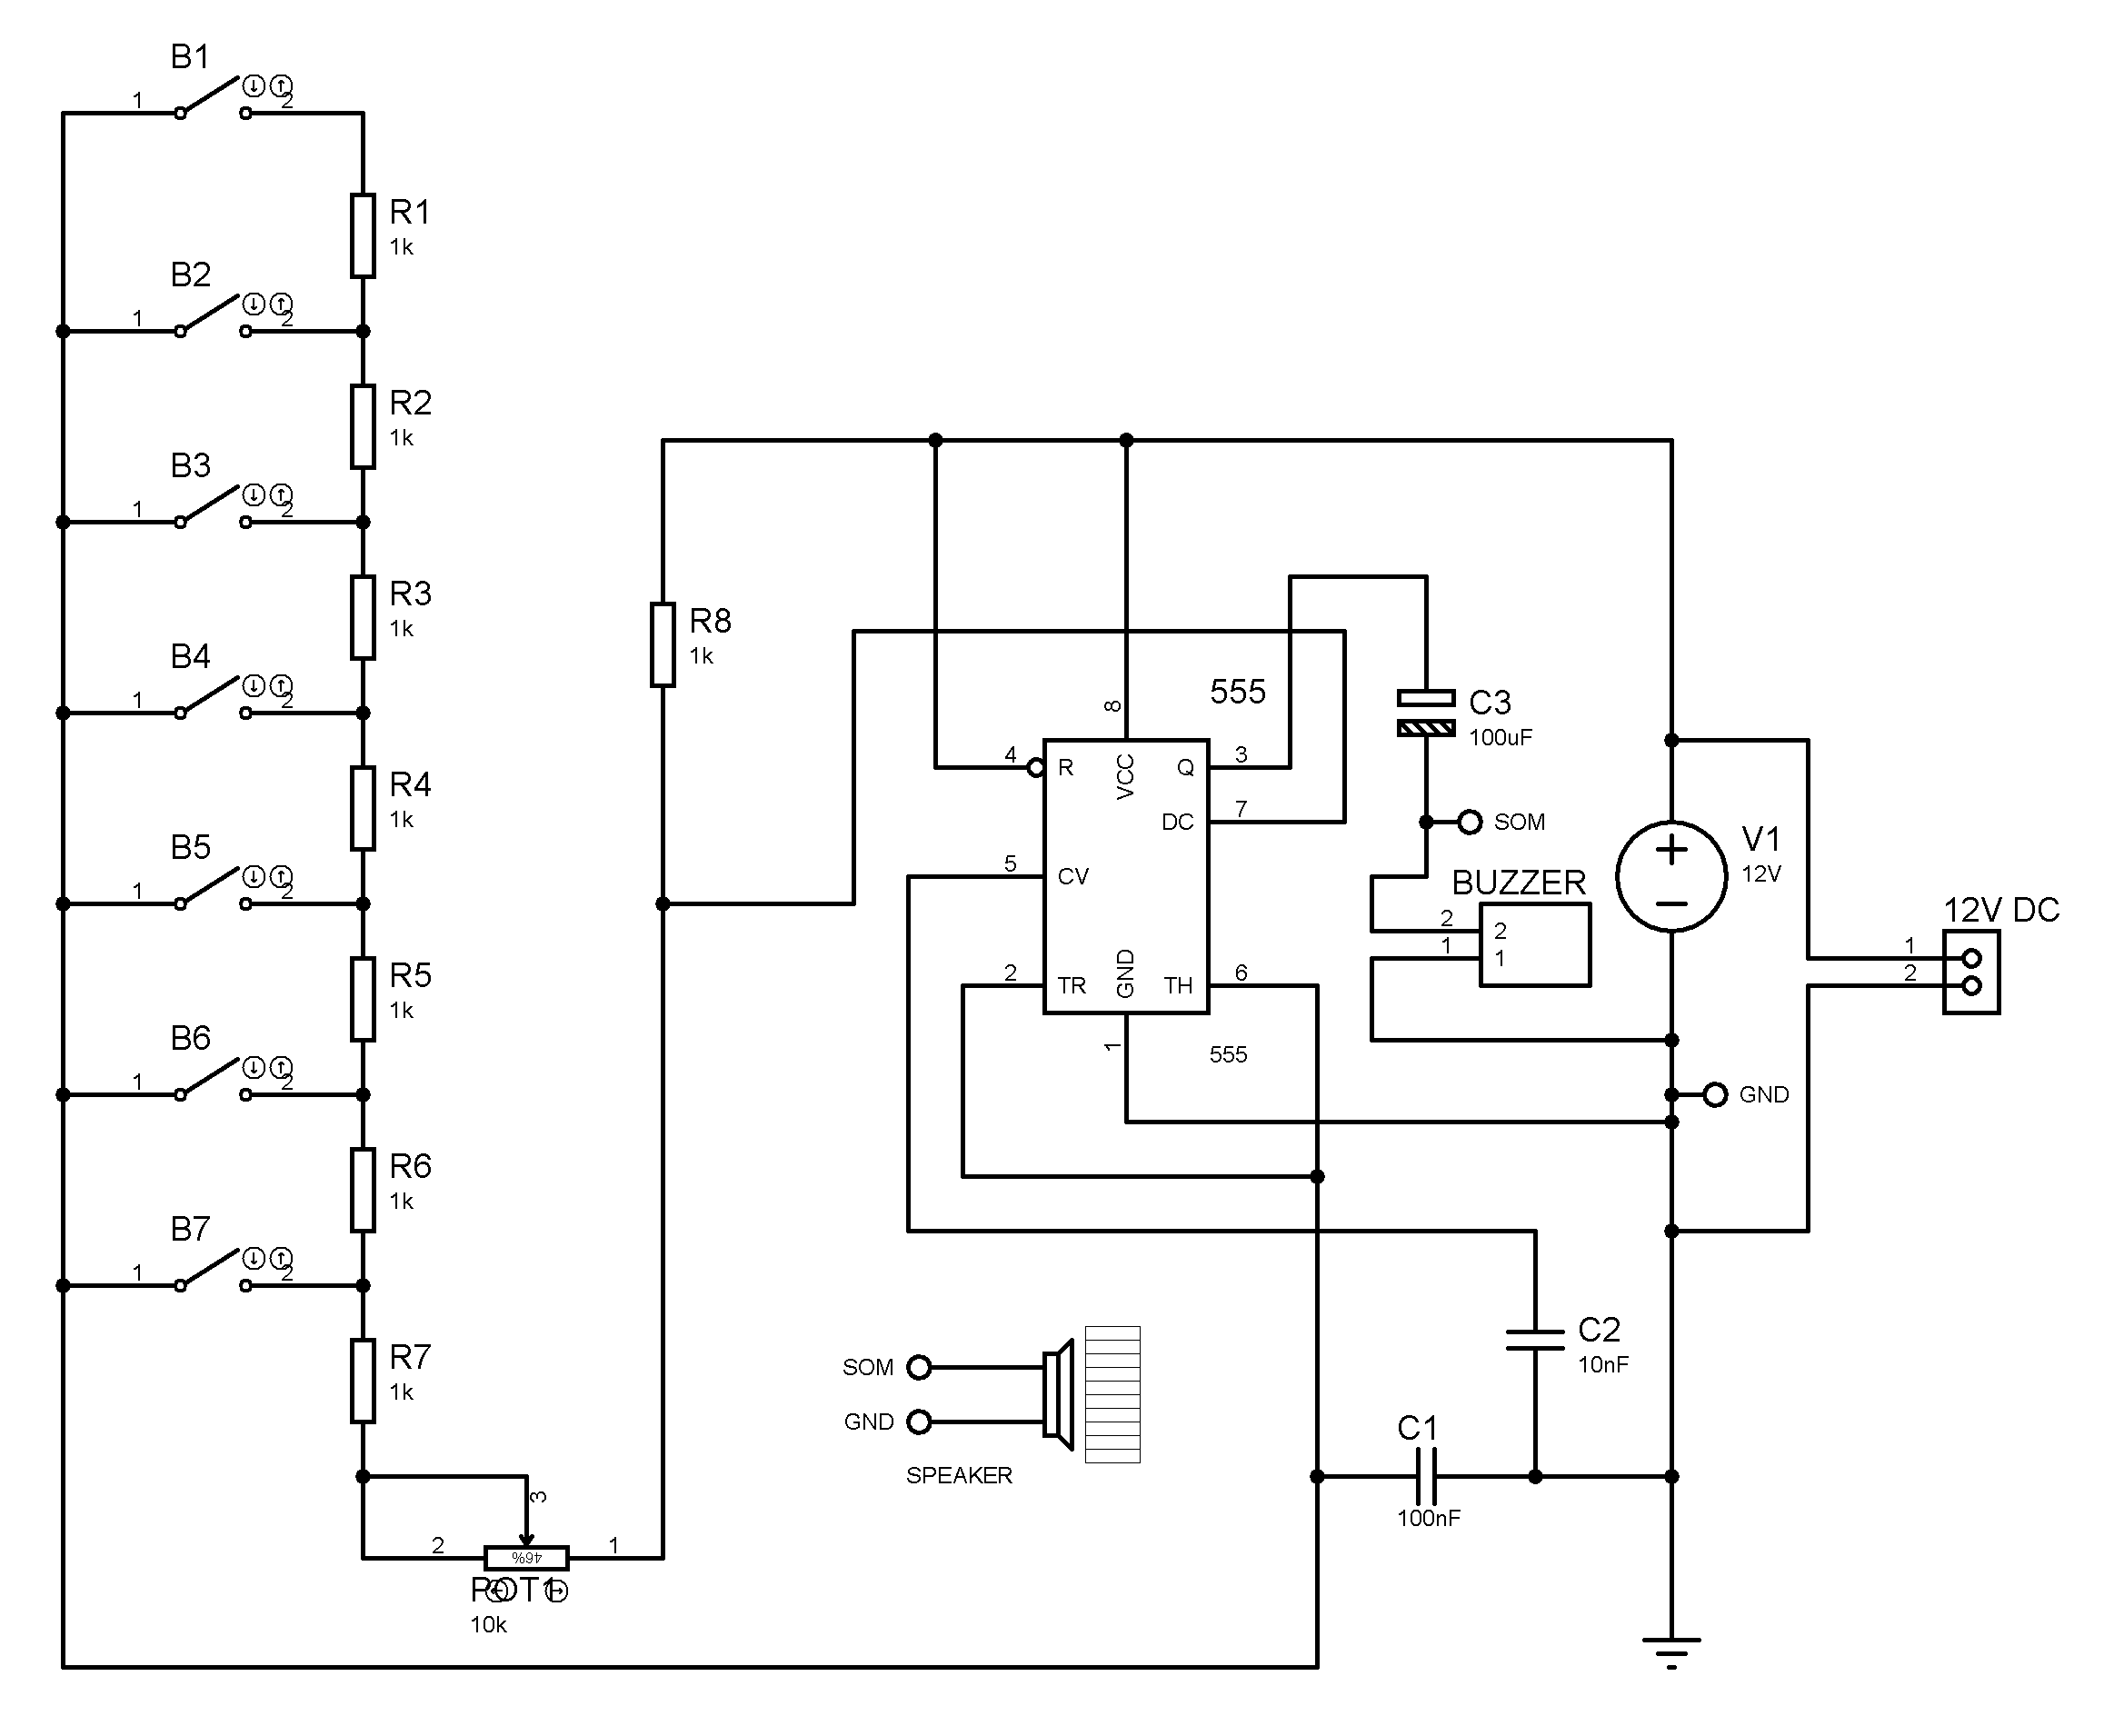 B1
1
2
R1
1k
B2
1
2
R2
1k
B3
1
2
R3
1k
B4
1
2
R4
1k
B5
1
2
R5
1k
B6
1
2
R6
1k
B7
1
2
R7
1k
3
2
1
46%
POT1
10k
R8
1k
555
8
4
R
VCC
Q
3
DC
7
5
CV
2
TR
GND
TH
6
1
555
C3
100uF
SOM
BUZZER
2
2
1
1
V1
12V
12V DC
1
2
GND
C2
10nF
C1
100nF
SOM
GND
SPEAKER